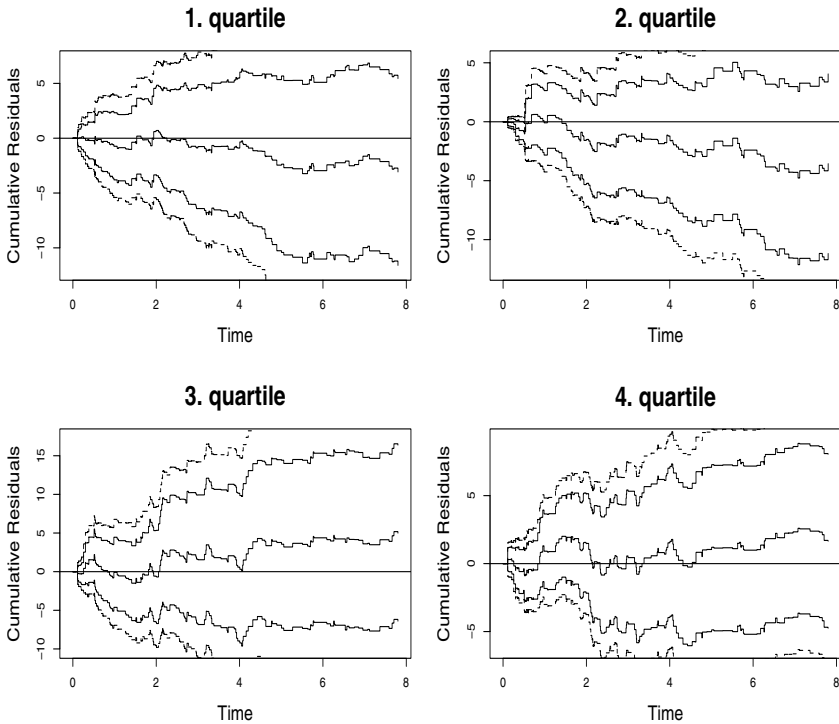 1. quartile
Cumulative Residuals
5
0
−5
−10
0 2 4 6 8
Time
2. quartile
Cumulative Residuals
5
0
−5
−10
0 2 4 6 8
Time
3. quartile
Cumulative Residuals
15
10
5
0
−5
−10
0 2 4 6 8
Time
4. quartile
Cumulative Residuals
5
0
−5
0 2 4 6 8
Time